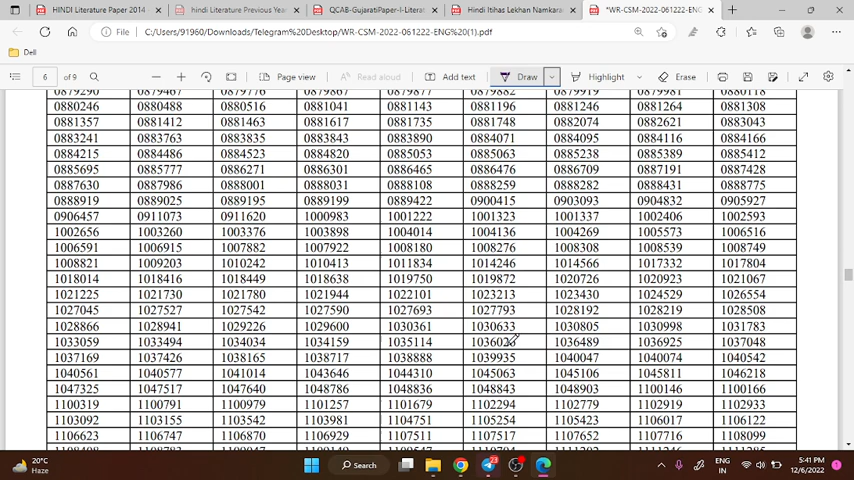 HINDI Literature Paper 2014
hindi Literature Previous Year
QCAB-GujaratiPaper-I-Literat
Hindi Itihas Lekhan Namkara
*WR-CSM-2022-061222-ENG
File C:/Users/91960/Downloads/Telegram%20Desktop/WR-CSM-2022-061222-ENG%20(1).pdf
Dell
6 of 9 Page view Read aloud Add text Draw Highlight Erase
0879290 0879467 0879776 0879867 0879877 0879882 0879919 0879981 0880118
0880246 0880488 0880516 0881041 0881143 0881196 0881246 0881264 0881308
0881357 0881412 0881463 0881617 0881735 0881748 0882074 0882621 0883043
0883241 0883763 0883835 0883843 0883890 0884071 0884095 0884116 0884166
0884215 0884486 0884523 0884820 0885053 0885063 0885238 0885389 0885412
0885695 0885777 0886271 0886301 0886465 0886476 0886709 0887191 0887428
0887630 0887986 0888001 0888031 0888108 0888259 0888282 0888431 0888775
0888919 0889025 0889195 0889199 0889422 0900415 0903093 0904832 0905927
0906457 0911073 0911620 1000983 1001222 1001323 1001337 1002406 1002593
1002656 1003260 1003376 1003898 1004014 1004136 1004269 1005573 1006516
1006591 1006915 1007882 1007922 1008180 1008276 1008308 1008539 1008749
1008821 1009203 1010242 1010413 1011834 1014246 1014566 1017332 1017804
1018014 1018416 1018449 1018638 1019750 1019872 1020726 1020923 1021067
1021225 1021730 1021780 1021944 1022101 1023213 1023430 1024529 1026554
1027045 1027527 1027542 1027590 1027693 1027793 1028192 1028219 1028508
1028866 1028941 1029226 1029600 1030361 1030633 1030805 1030998 1031783
1033059 1033494 1034034 1034159 1035114 1036489 1036925 1037048
1037169 1037426 1038165 1038717 1038888 1039935 1040047 1040074 1040542
1040561 1040577 1041014 1043646 1044310 1045063 1045106 1045811 1046218
1047325 1047517 1047640 1048786 1048836 1048843 1048903 1100146 1100166
1100319 1100791 1100979 1101257 1101679 1102294 1102779 1102919 1102933
1103092 1103155 1103542 1103981 1104751 1105254 1105423 1106017 1106122
1106623 1106747 1106870 1106929 1107511 1107517 1107652 1107716 1108099
20°C
Haze
Search
23
ENG
IN
5:41 PM
12/6/2022
1